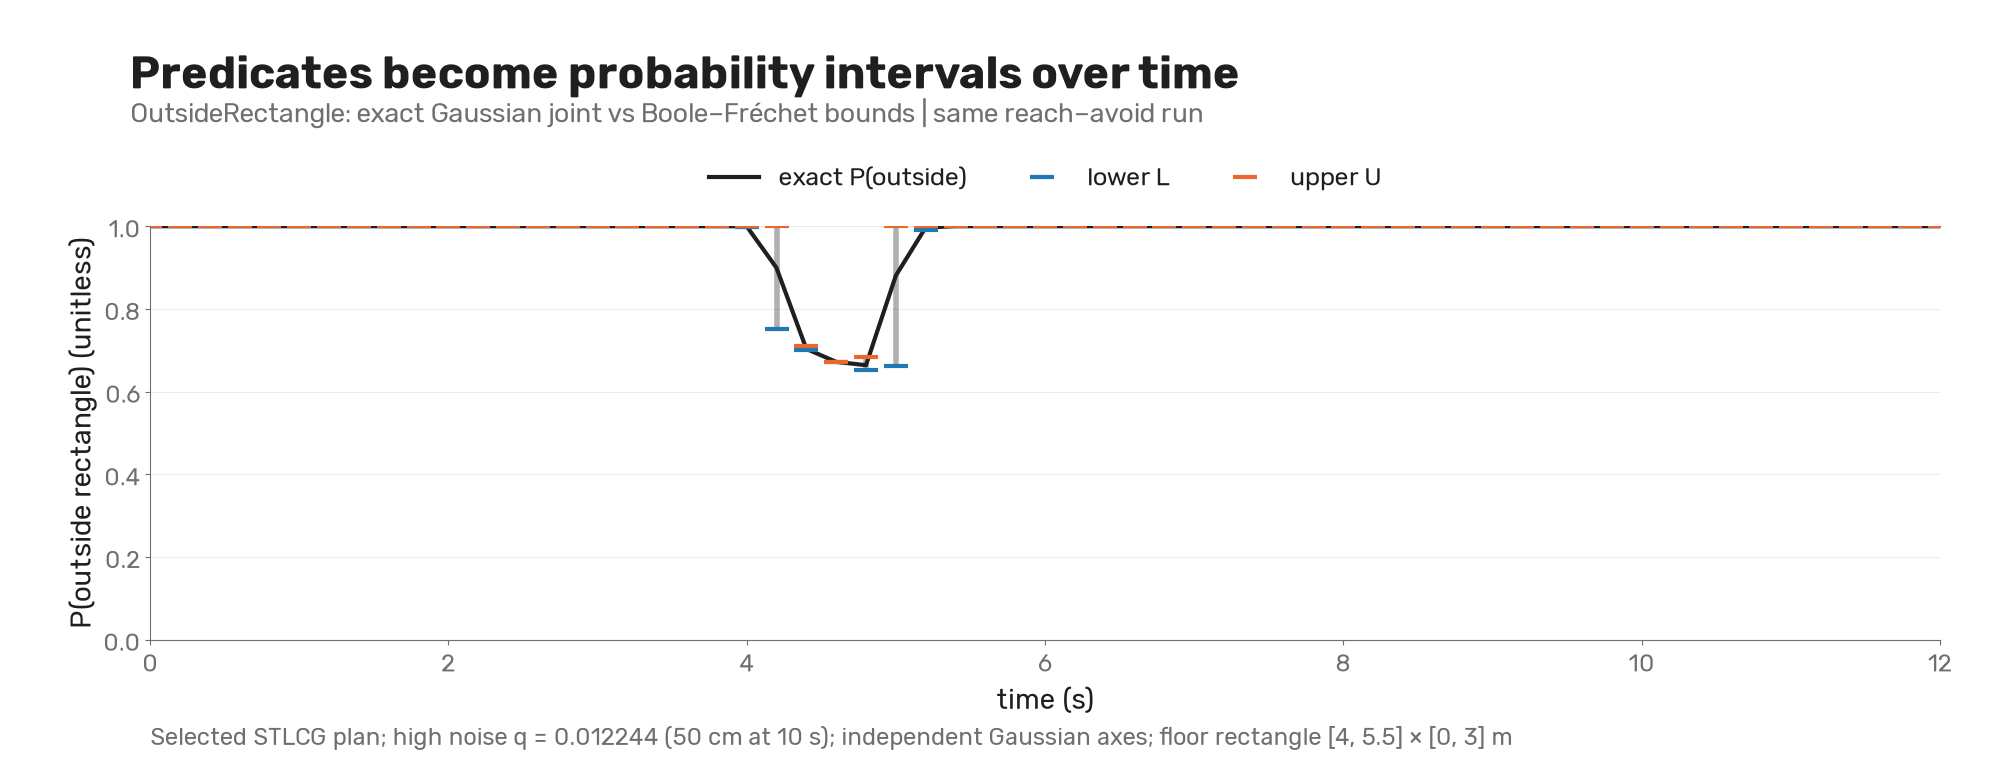 Predicates become probability intervals over time
OutsideRectangle: exact Gaussian joint vs Boole–Fréchet bounds | same reach–avoid run
exact P(outside)
lower L
upper U
P(outside rectangle) (unitless)
1.0
0.8
0.6
0.4
0.2
0.0
0 2 4 6 8 10 12
time (s)
Selected STLCG plan; high noise q = 0.012244 (50 cm at 10 s); independent Gaussian axes; floor rectangle [4, 5.5] × [0, 3] m